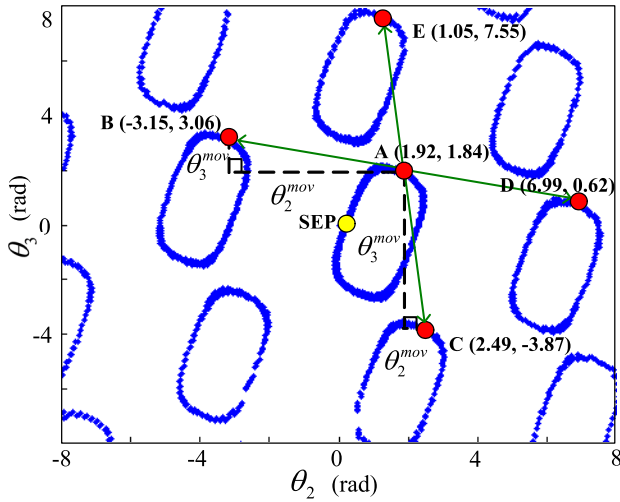 8
E (1.05, 7.55)
4
B (-3.15, 3.06)
θ₃ᵐᵒᵛ
A (1.92, 1.84)
θ₂ᵐᵒᵛ
D (6.99, 0.62)
SEP
θ₃ᵐᵒᵛ
0
θ₃ (rad)
-4
C (2.49, -3.87)
θ₂ᵐᵒᵛ
-8 -4 0 4 8
θ₂ (rad)